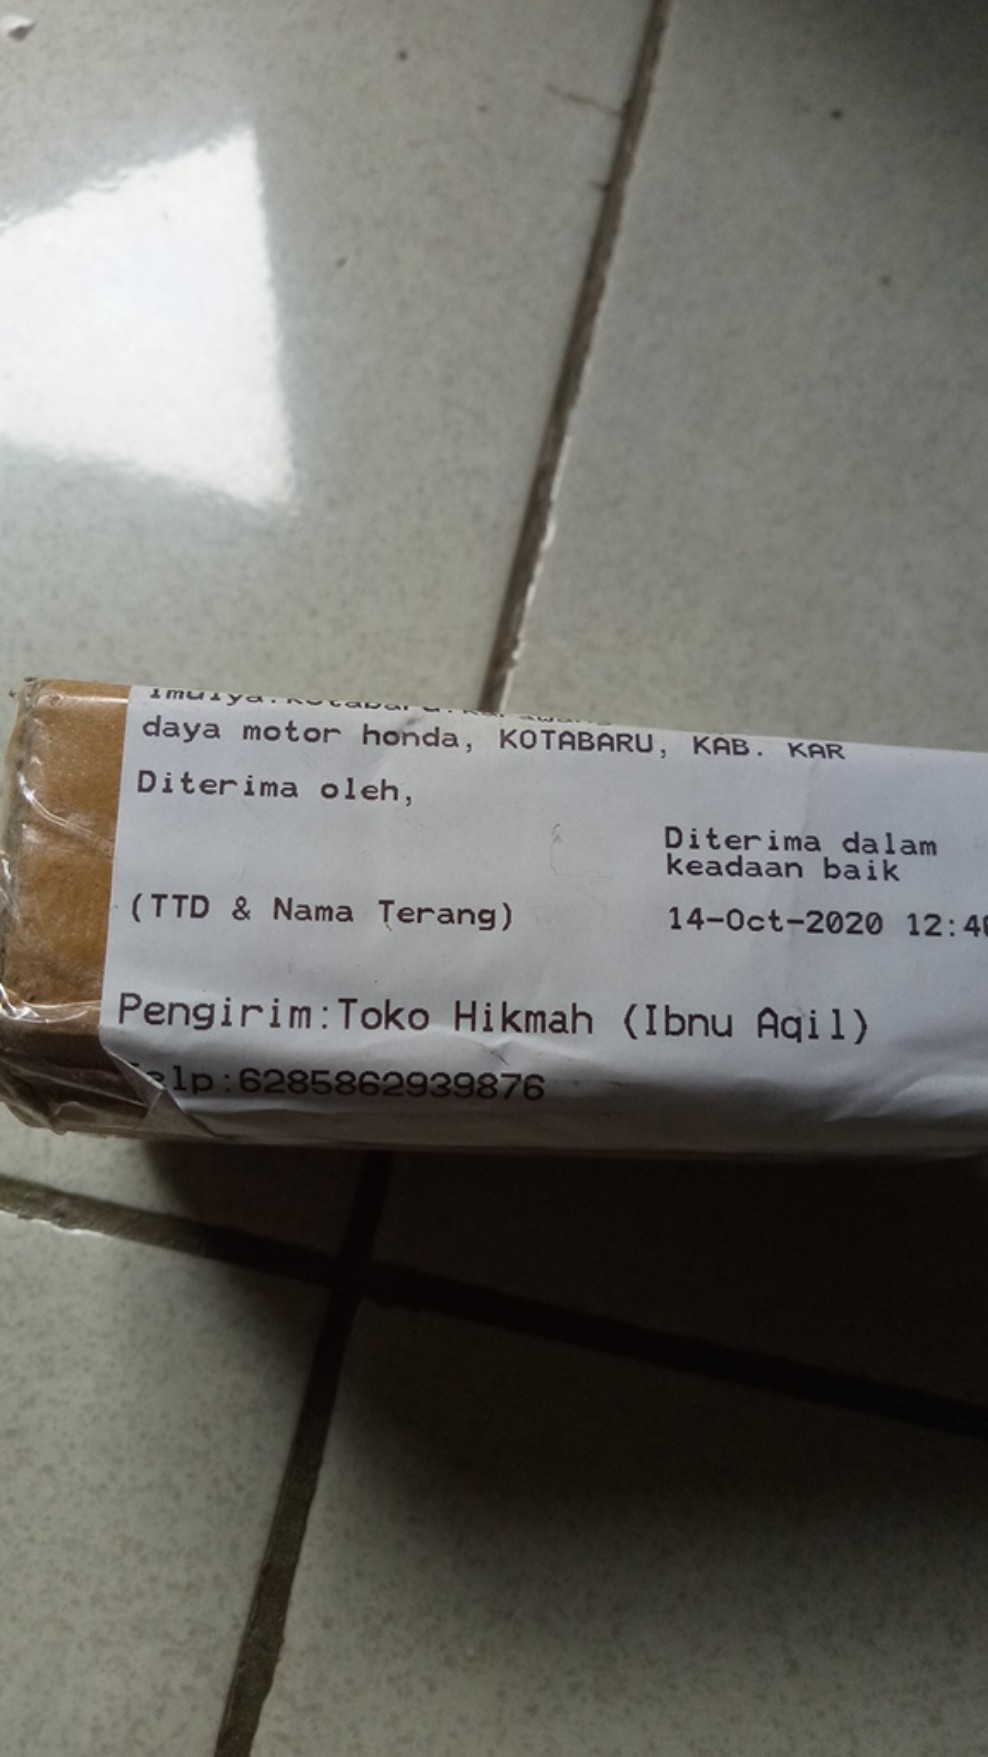 daya motor honda, KOTABARU, KAB. KAR
Diterima oleh,
Diterima dalam
keadaan baik
(TTD & Nama Terang)
14-Oct-2020 12:4
Pengirim:Toko Hikmah (Ibnu Aqil)
elp:6285862939876